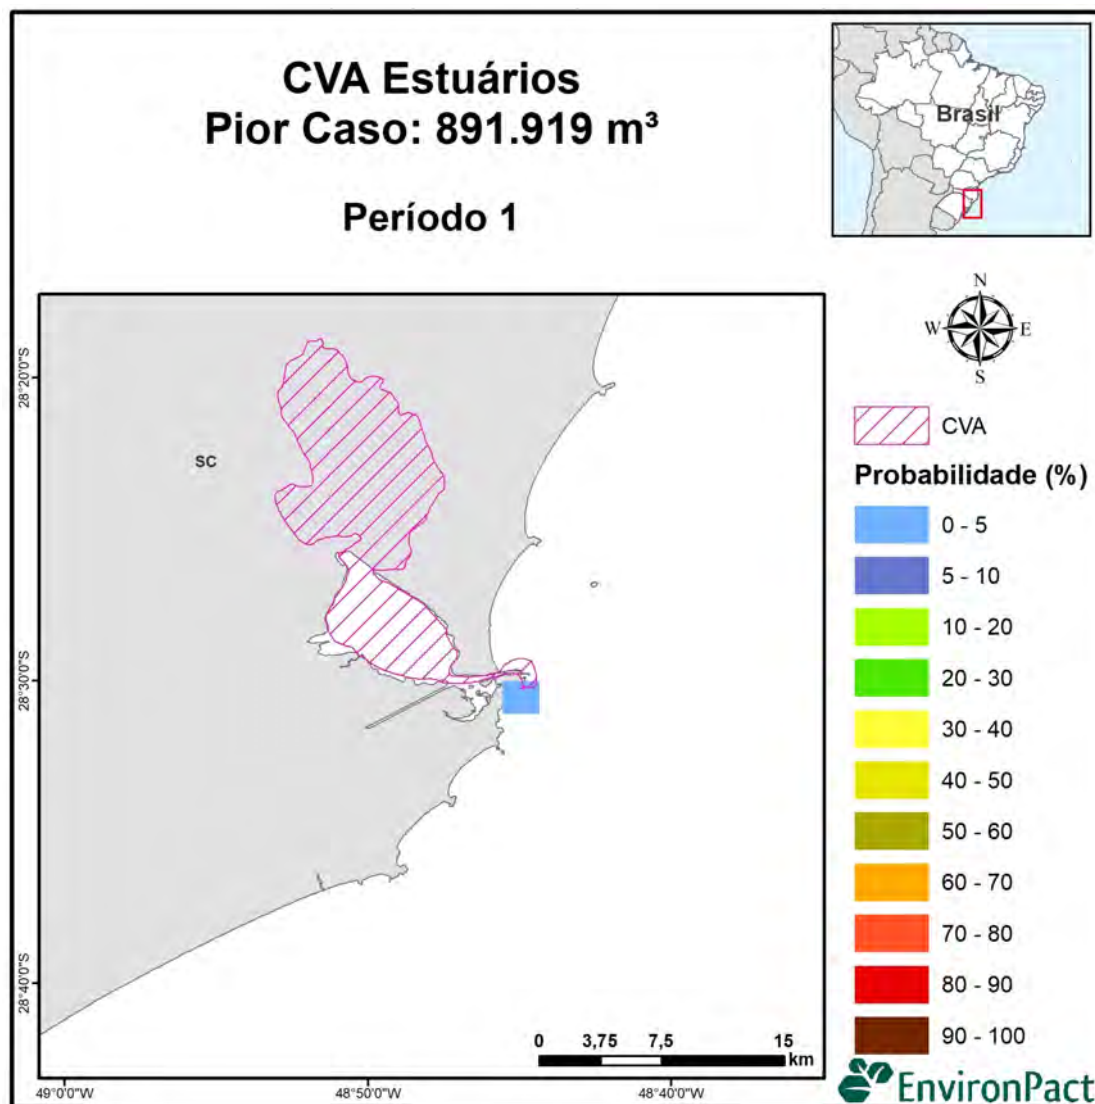 CVA Estuários
Pior Caso: 891.919 m³
Período 1
Brasil
N
W
E
S
CVA
Probabilidade (%)
0 - 5
5 - 10
10 - 20
20 - 30
30 - 40
40 - 50
50 - 60
60 - 70
70 - 80
80 - 90
90 - 100
EnvironPact
SC
28°20'0"S
28°30'0"S
28°40'0"S
0 3,75 7,5 15
km
49°0'0"W 48°50'0"W 48°40'0"W